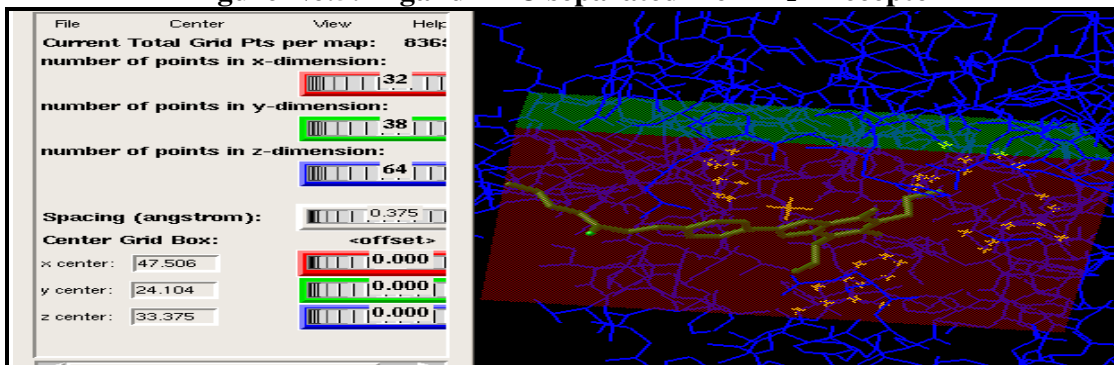 File Center View Help
Current Total Grid Pts per map: 8365
number of points in x-dimension:
32
number of points in y-dimension:
38
number of points in z-dimension:
64
Spacing (angstrom): 0.375
Center Grid Box: <offset>
x center: 47.506 0.000
y center: 24.104 0.000
z center: 33.375 0.000